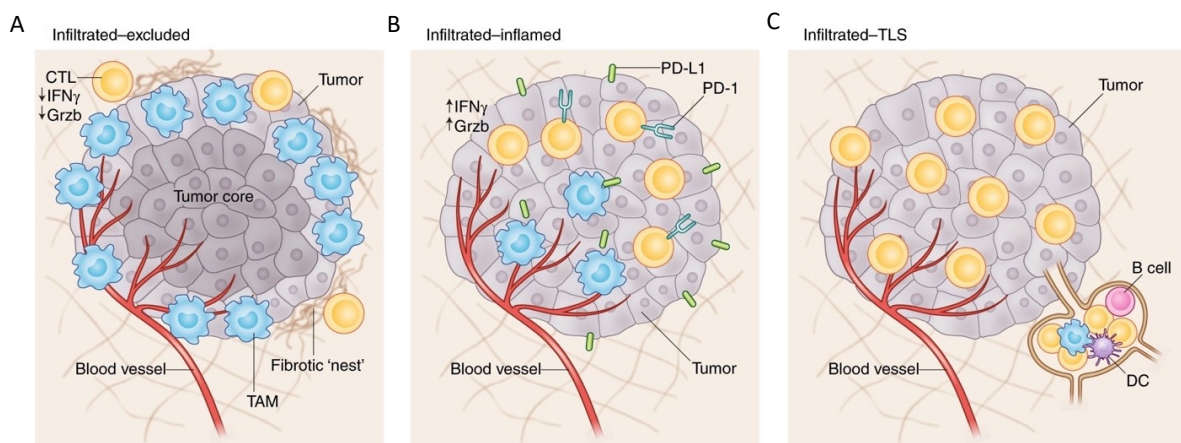 A
Infiltrated–excluded
CTL
↓IFNγ
↓Grzb
Tumor
Tumor core
Blood vessel
Fibrotic ‘nest’
TAM
B
Infiltrated–inflamed
PD-L1
PD-1
↑IFNγ
↑Grzb
Blood vessel
Tumor
C
Infiltrated–TLS
Tumor
B cell
Blood vessel
DC